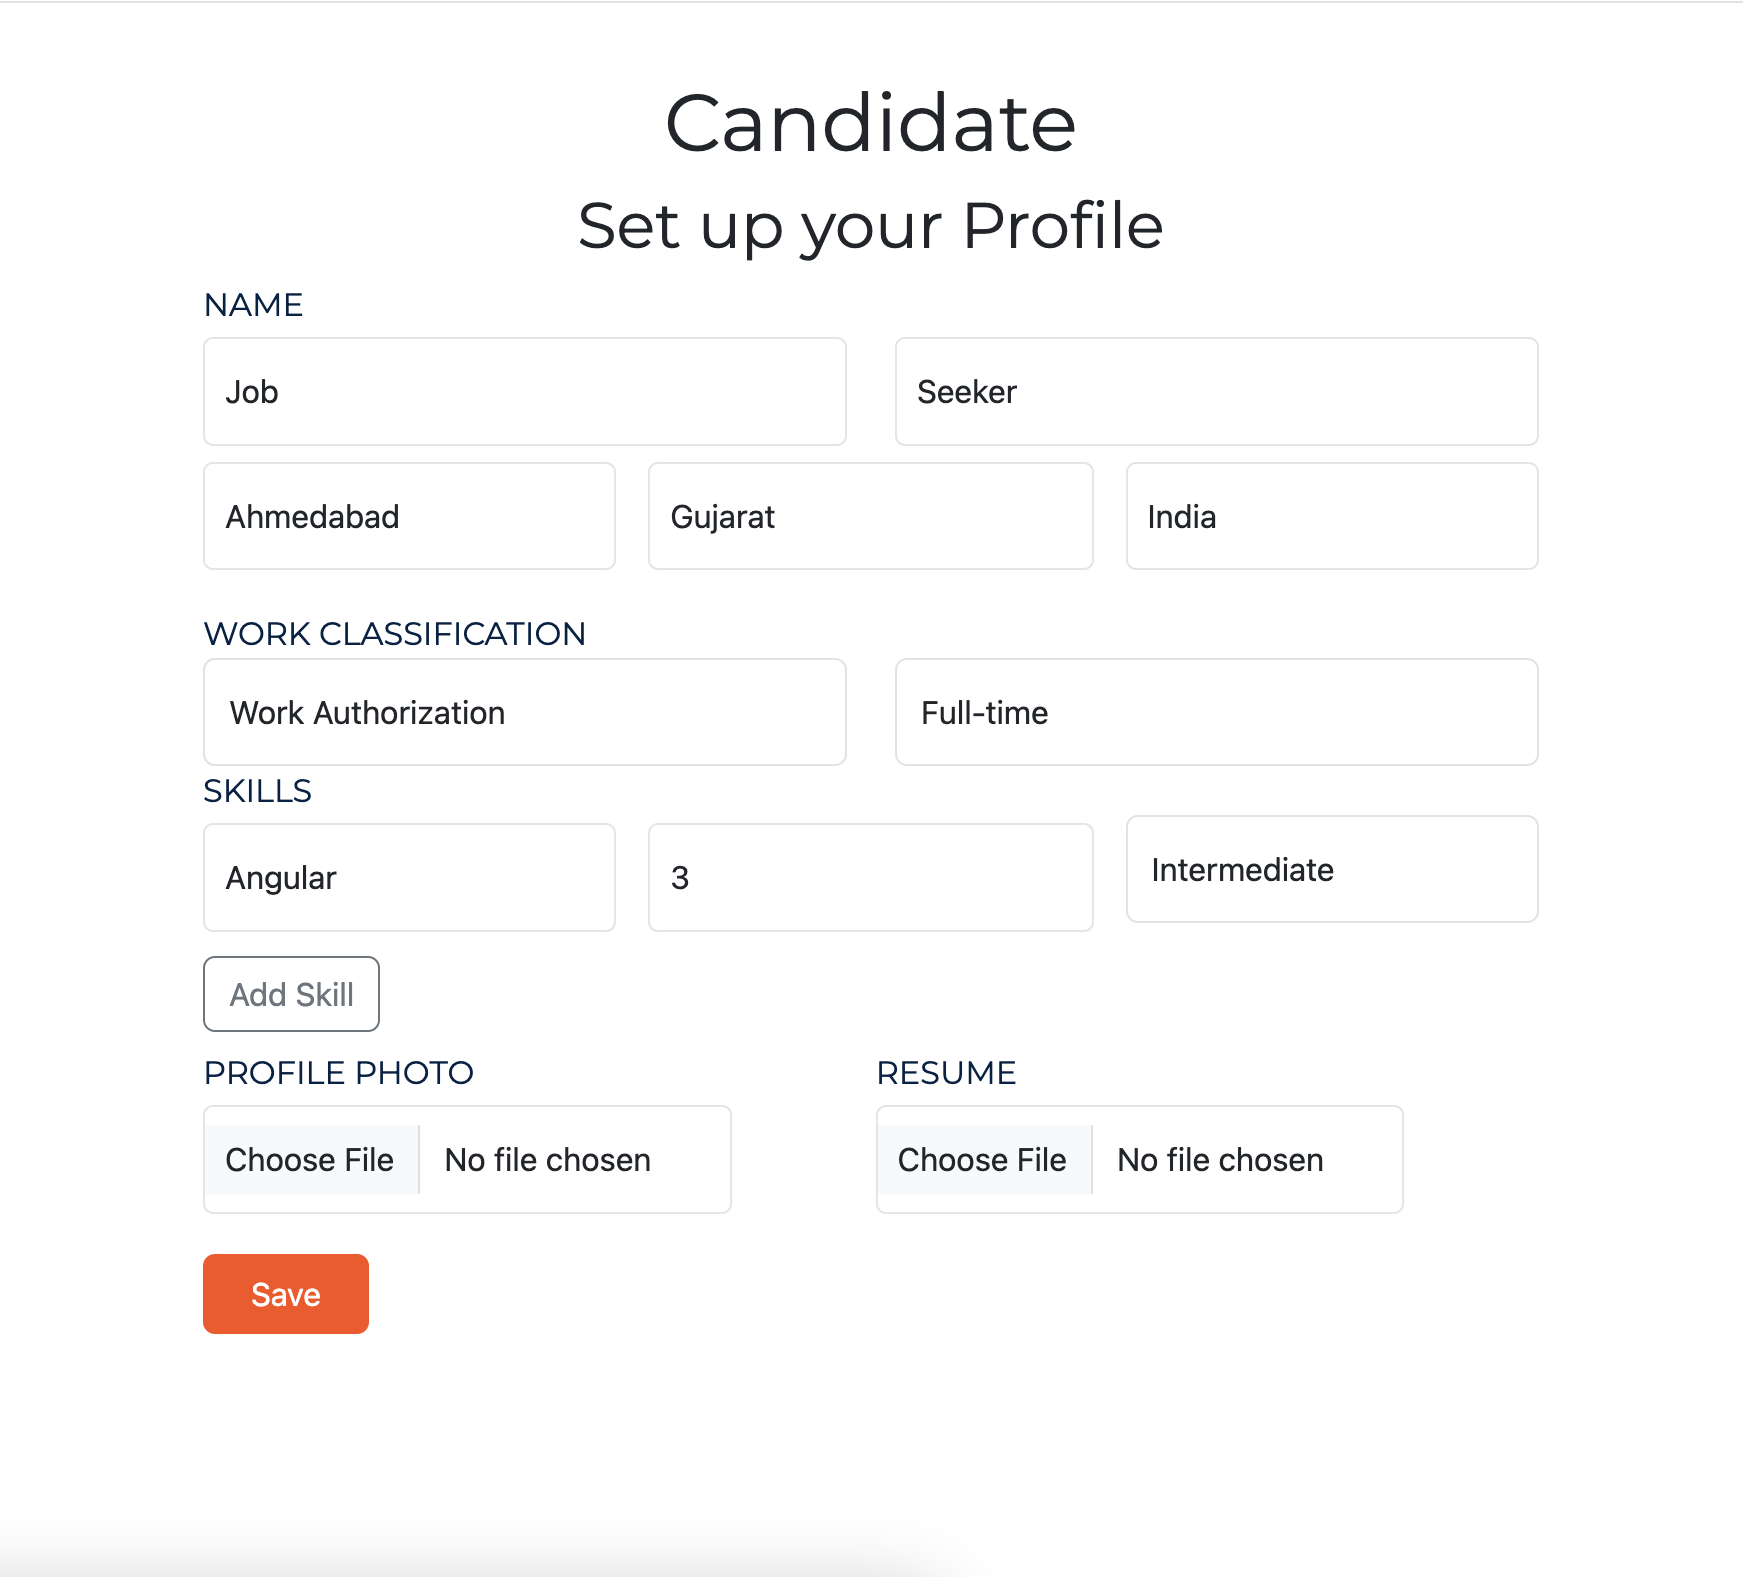 Candidate
Set up your Profile
NAME
Job Seeker
Ahmedabad Gujarat India
WORK CLASSIFICATION
Work Authorization Full-time
SKILLS
Angular 3 Intermediate
Add Skill
PROFILE PHOTO RESUME
Choose File No file chosen Choose File No file chosen
Save